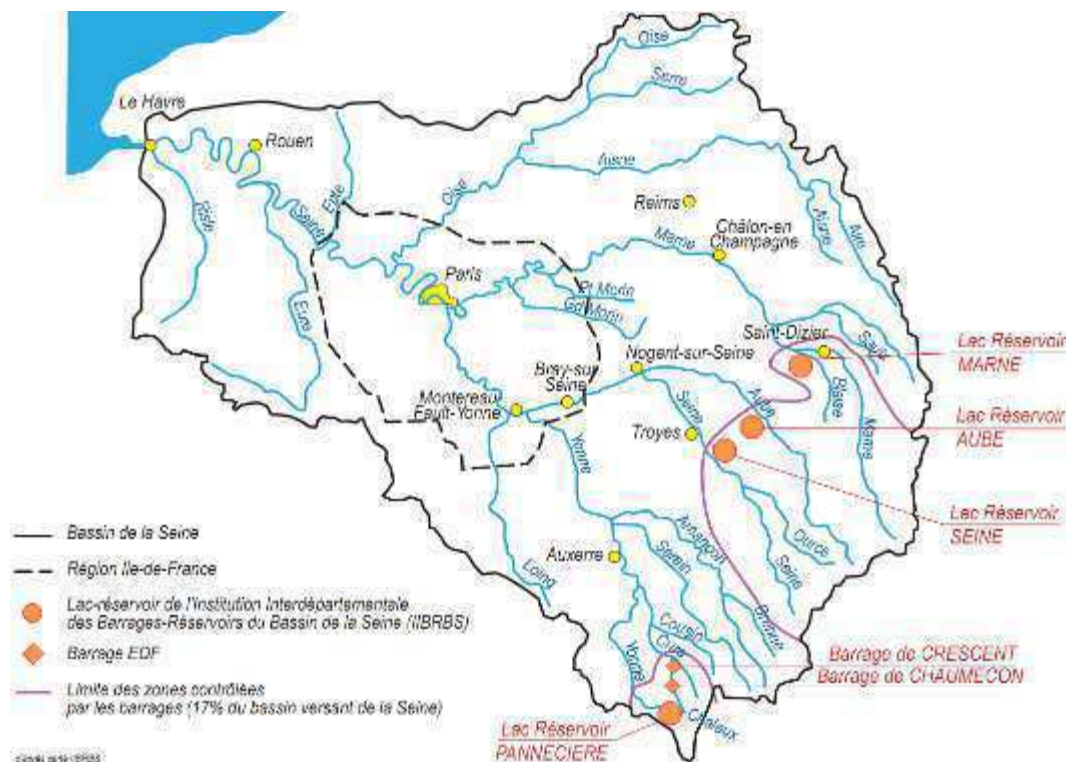 Oise
Serre
Le Havre
Rouen
Aisne
Risle
Epte
Oise
Reims
Aisne
Aire
Seine
Marne
Châlon-en
Champagne
Paris
Pt Morin
Gd Morin
Eure
Saint-Dizier
Saulx
Lac Réservoir
MARNE
Nogent-sur-Seine
Bray-sur
Seine
Blaise
Montereau
Fault-Yonne
Seine
Aube
Lac Réservoir
AUBE
Troyes
Marne
Yonne
Lac Réservoir
SEINE
Bassin de la Seine
Auxerre
Armançon
Serein
Ource
Seine
Région Ile-de-France
Loing
Lac-réservoir de l'Institution Interdépartementale
des Barrages-Réservoirs du Bassin de la Seine (IIBRBS)
Cousin
Barrage EDF
Yonne
Cure
Barrage de CRESCENT
Barrage de CHAUMECON
Limite des zones contrôlées
par les barrages (17% du bassin versant de la Seine)
Chalaux
Lac Réservoir
PANNECIERE